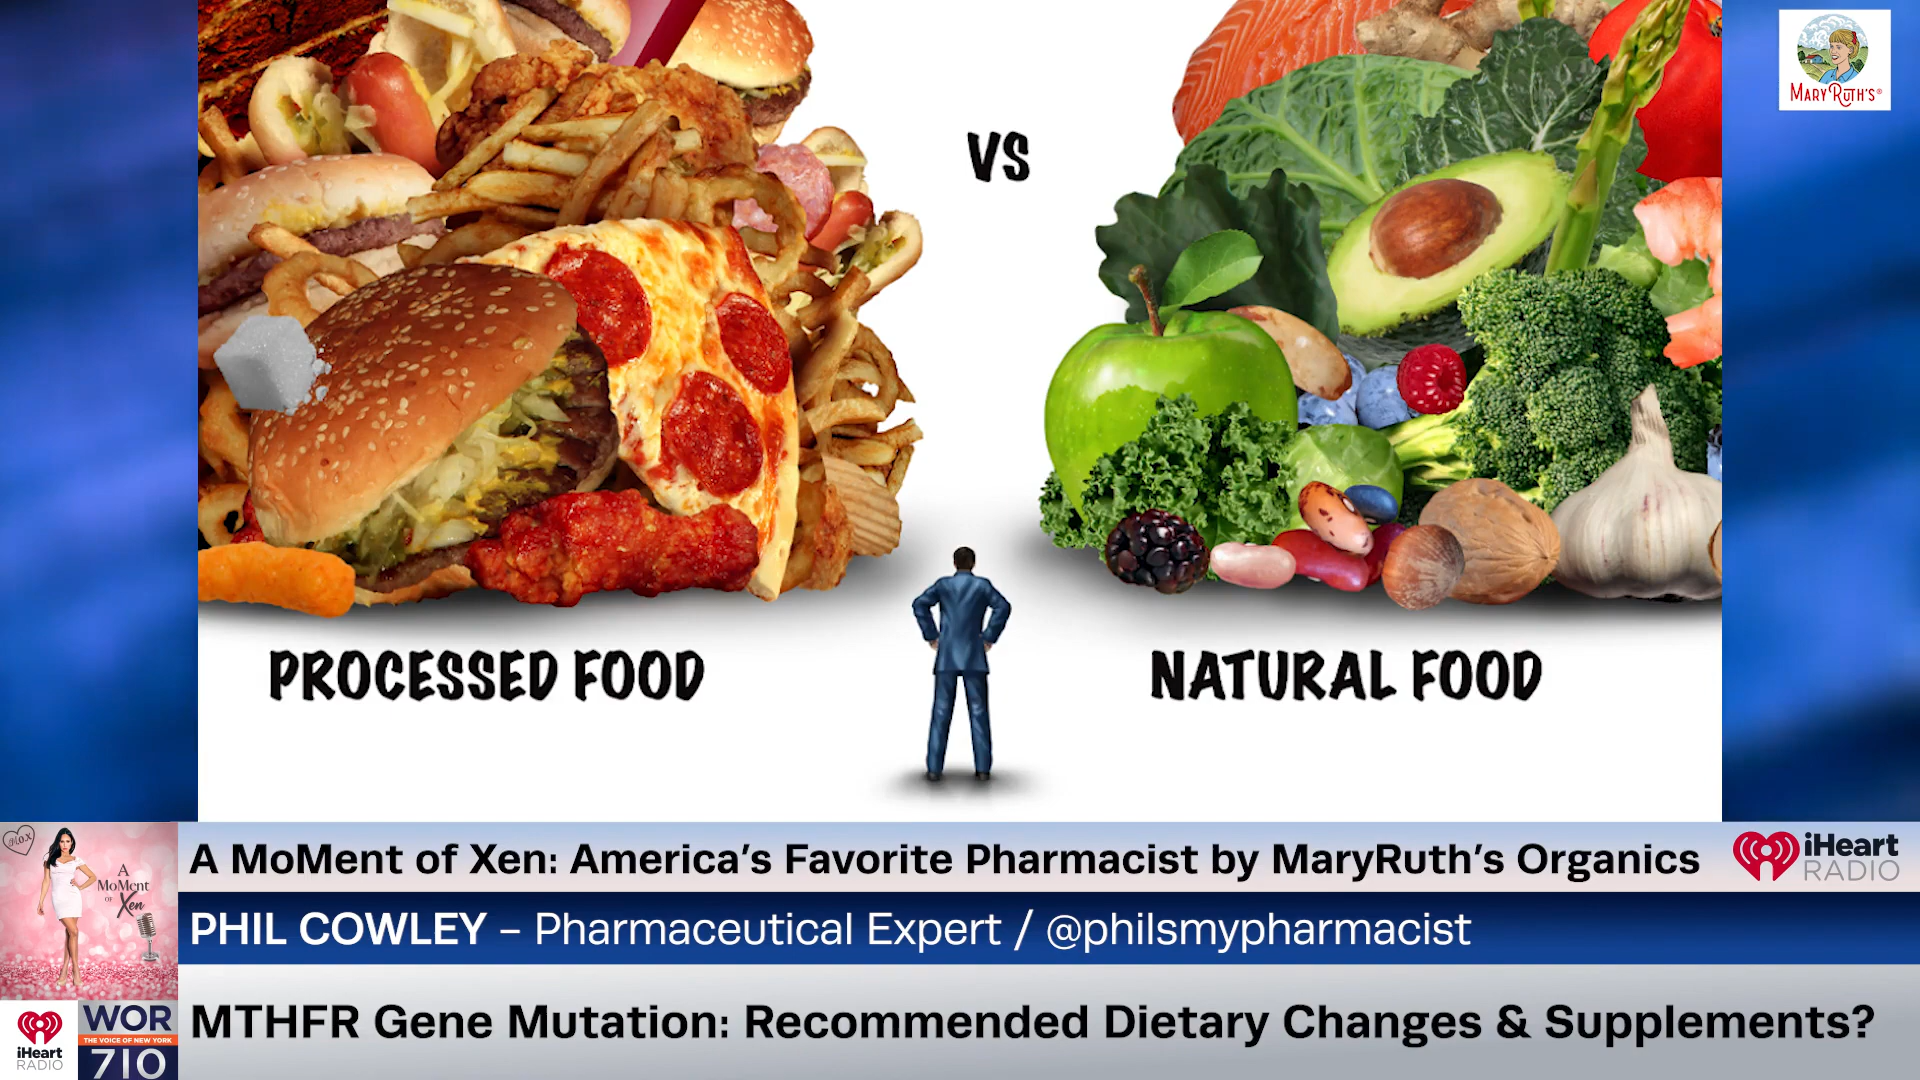 MARYRUTH'S®
VS
PROCESSED FOOD
NATURAL FOOD
M.O.X
A
MoMent
OF
Xen
A MoMent of Xen: America's Favorite Pharmacist by MaryRuth's Organics
iHeart
RADIO
PHIL COWLEY – Pharmaceutical Expert / @philsmypharmacist
iHeart
RADIO
WOR
THE VOICE OF NEW YORK
710
MTHFR Gene Mutation: Recommended Dietary Changes & Supplements?